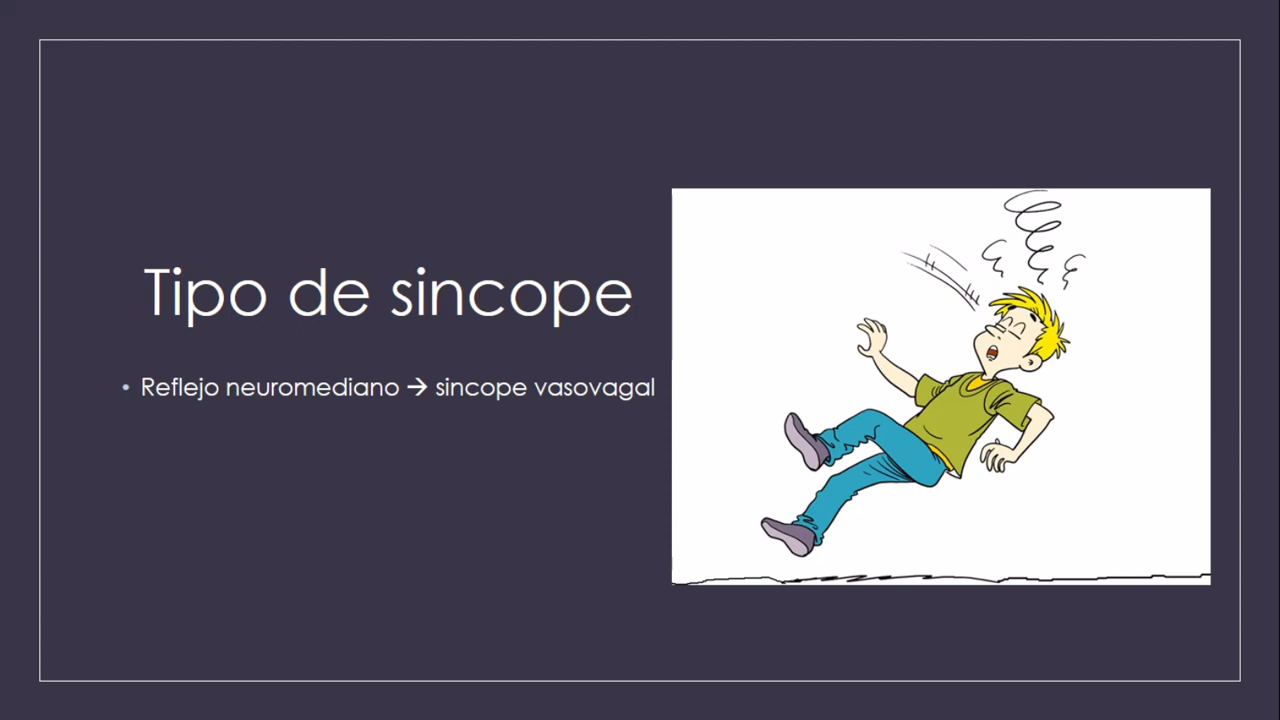 Tipo de sincope
• Reflejo neuromediano → sincope vasovagal